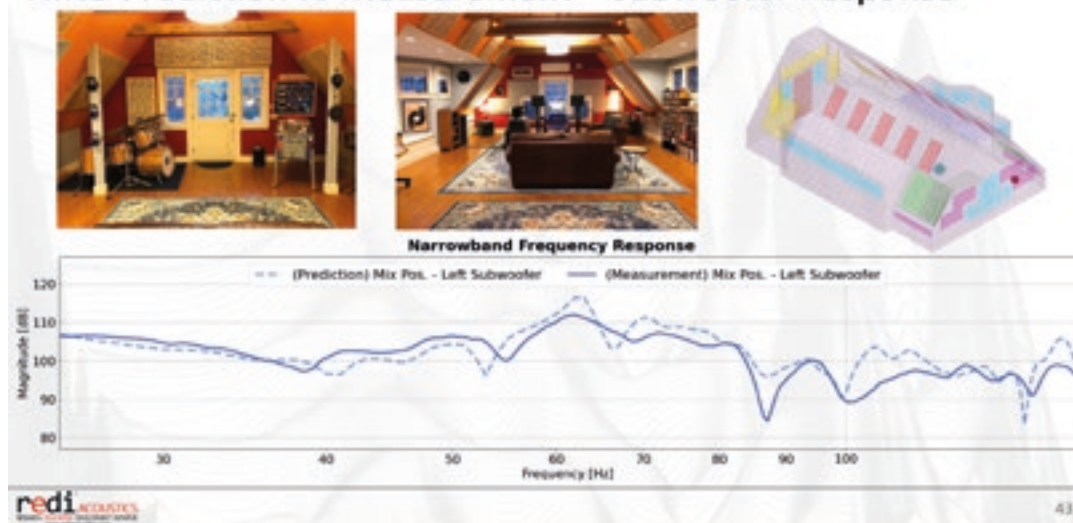 Narrowband Frequency Response
(Prediction) Mix Pos. - Left Subwoofer
(Measurement) Mix Pos. - Left Subwoofer
120
110
100
90
80
Magnitude [dB]
30 40 50 60 70 80 90 100
Frequency [Hz]
redi ACOUSTICS
43